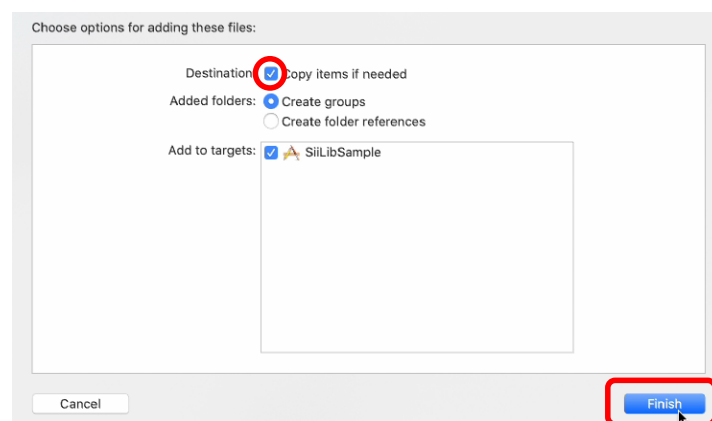 Choose options for adding these files:
Destination: Copy items if needed
Added folders: Create groups
Create folder references
Add to targets: SiiLibSample
Cancel Finish